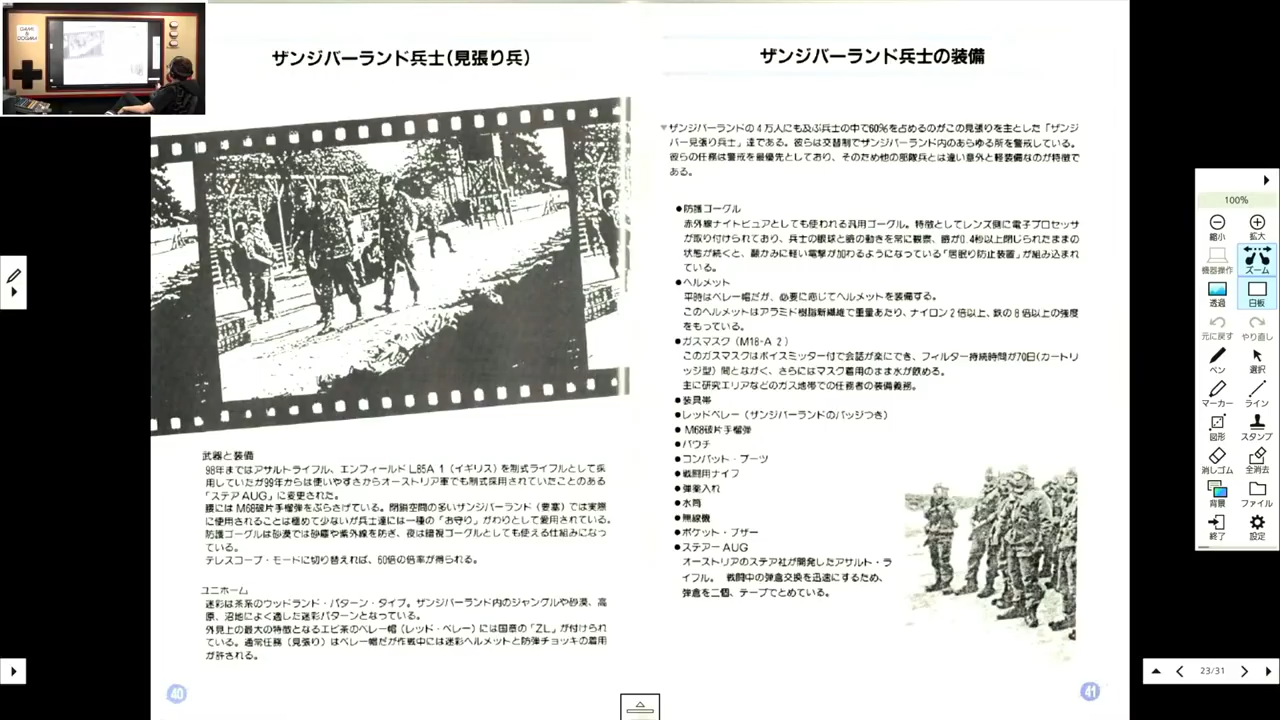 ザンジバーランド兵士(見張り兵)
武器と装備
98年まではアサルトライフル、エンフィールド L85A 1(イギリス)を制式ライフルとして採
用していたが99年からは使いやすさからオーストリア軍でも制式採用されていたことのある
「ステア AUG」に変更された。
腰には M68破片手榴弾をぶらさげている。閉鎖空間の多いザンジバーランド(要塞)では実際
に使用されることは極めて少ないが兵士達には一種の「お守り」がわりとして愛用されている。
防護ゴーグルは砂漠では砂塵や紫外線を防ぎ、夜は暗視ゴーグルとしても使える仕組みになっ
ている。
テレスコープ・モードに切り替えれば、60倍の倍率が得られる。
ユニホーム
迷彩は茶系のウッドランド・パターン・タイプ。ザンジバーランド内のジャングルや砂漠、高
原、沼地によく適した迷彩パターンとなっている。
外見上の最大の特徴となるエビ茶のベレー帽(レッド・ベレー)には国章の「ZL」が付けられ
ている。通常任務(見張り)はベレー帽だが作戦中には迷彩ヘルメットと防弾チョッキの着用
が許される。
40
ザンジバーランド兵士の装備
▼ザンジバーランドの4万人にも及ぶ兵士の中で60%を占めるのがこの見張りを主とした「ザンジ
バー見張り兵士」達である。彼らは交替制でザンジバーランド内のあらゆる所を警戒している。
彼らの任務は警戒を最優先としており、そのため他の部隊兵とは違い意外と軽装備なのが特徴で
ある。
●防護ゴーグル
赤外線ナイトビュアとしても使われる汎用ゴーグル。特徴としてレンズ側に電子プロセッサ
が取り付けられており、兵士の眼球と瞼の動きを常に観察、瞼が0.4秒以上閉じられたままの
状態が続くと、顳かみに軽い電撃が加わるようになっている「居眠り防止装置」が組み込まれ
ている。
●ヘルメット
平時はベレー帽だが、必要に応じてヘルメットを装備する。
このヘルメットはアラミド樹脂新繊維で重量あたり、ナイロン2倍以上、鉄の8倍以上の強度
をもっている。
●ガスマスク(M18-A 2)
このガスマスクはボイスミッター付で会話が楽にでき、フィルター持続時間が70日(カートリ
ッジ型)間とながく、さらにはマスク着用のまま水が飲める。
主に研究エリアなどのガス地帯での任務者の装備義務。
●装具帯
●レッドベレー(ザンジバーランドのバッジつき)
●M68破片手榴弾
●パウチ
●コンバット・ブーツ
●戦闘用ナイフ
●弾薬入れ
●水筒
●無線機
●ポケット・ブザー
●ステアー AUG
オーストリアのステア社が開発したアサルト・ラ
イフル。 戦闘中の弾倉交換を迅速にするため、
弾倉を二個、テープでとめている。
41
100%
縮小 拡大
機器操作 ズーム
透過 白板
元に戻す やり直し
ペン 選択
マーカー ライン
図形 スタンプ
消しゴム 全消去
背景 ファイル
終了 設定
23/31